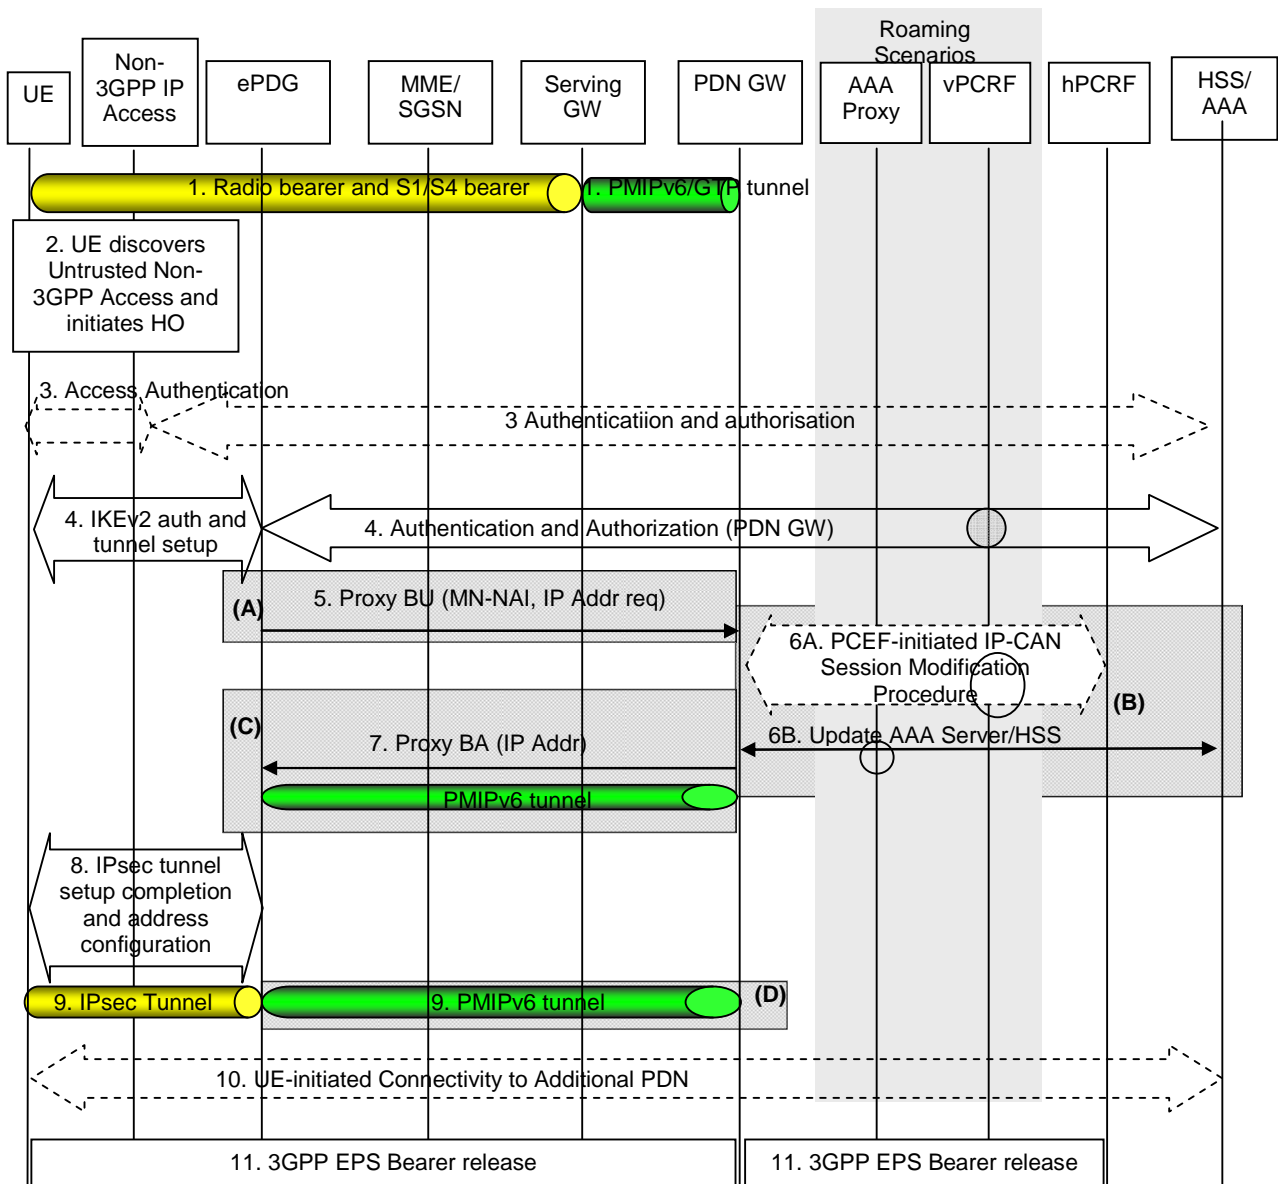 Roaming
Scenarios
UE
Non-
3GPP IP
Access
ePDG
MME/
SGSN
Serving
GW
PDN GW
AAA
Proxy
vPCRF
hPCRF
HSS/
AAA
1. Radio bearer and S1/S4 bearer
1. PMIPv6/GTP tunnel
2. UE discovers
Untrusted Non-
3GPP Access and
initiates HO
3. Access Authentication
3 Authenticatiion and authorisation
4. IKEv2 auth and
tunnel setup
4. Authentication and Authorization (PDN GW)
(A)
5. Proxy BU (MN-NAI, IP Addr req)
6A. PCEF-initiated IP-CAN
Session Modification
Procedure
(B)
(C)
7. Proxy BA (IP Addr)
6B. Update AAA Server/HSS
PMIPv6 tunnel
8. IPsec tunnel
setup completion
and address
configuration
9. IPsec Tunnel
9. PMIPv6 tunnel
(D)
10. UE-initiated Connectivity to Additional PDN
11. 3GPP EPS Bearer release
11. 3GPP EPS Bearer release